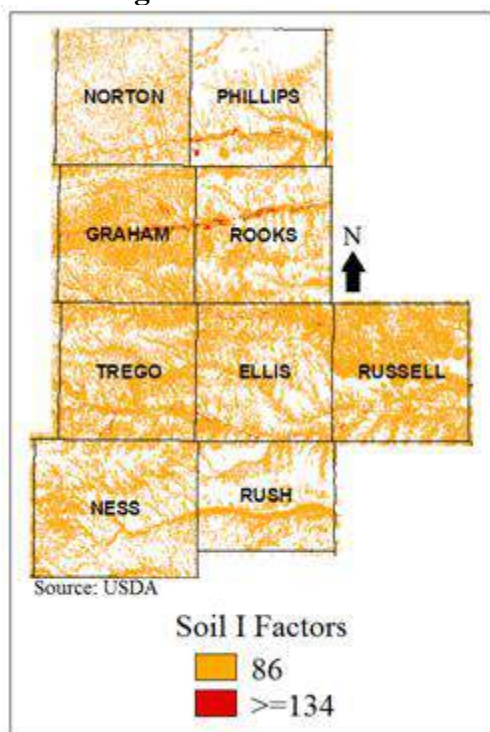 NORTON PHILLIPS
GRAHAM ROOKS
N
TREGO ELLIS RUSSELL
NESS RUSH
Source: USDA
Soil I Factors
86
>=134